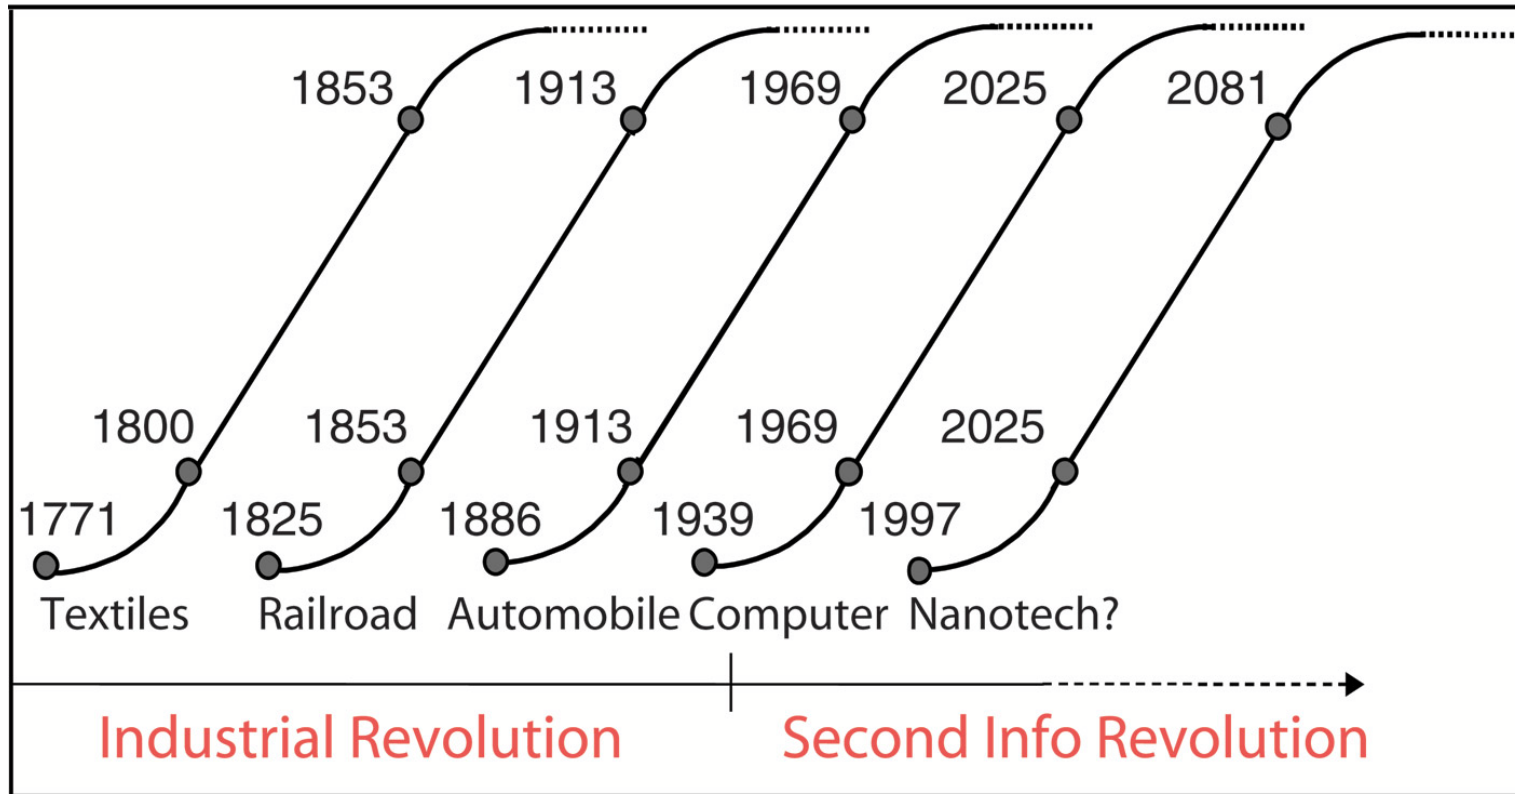 1853 1913 1969 2025 2081
1800 1853 1913 1969 2025
1771 1825 1886 1939 1997
Textiles Railroad Automobile Computer Nanotech?
Industrial Revolution Second Info Revolution